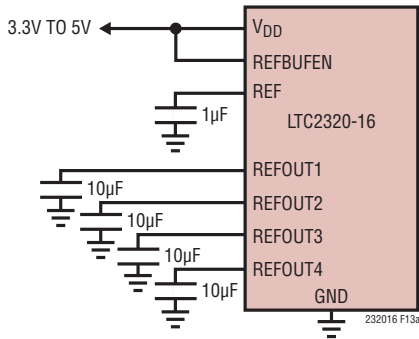 3.3V TO 5V
VDD
REFBUFEN
REF
1µF
LTC2320-16
REFOUT1
10µF
REFOUT2
10µF
REFOUT3
10µF
REFOUT4
10µF
GND
232016 F13a